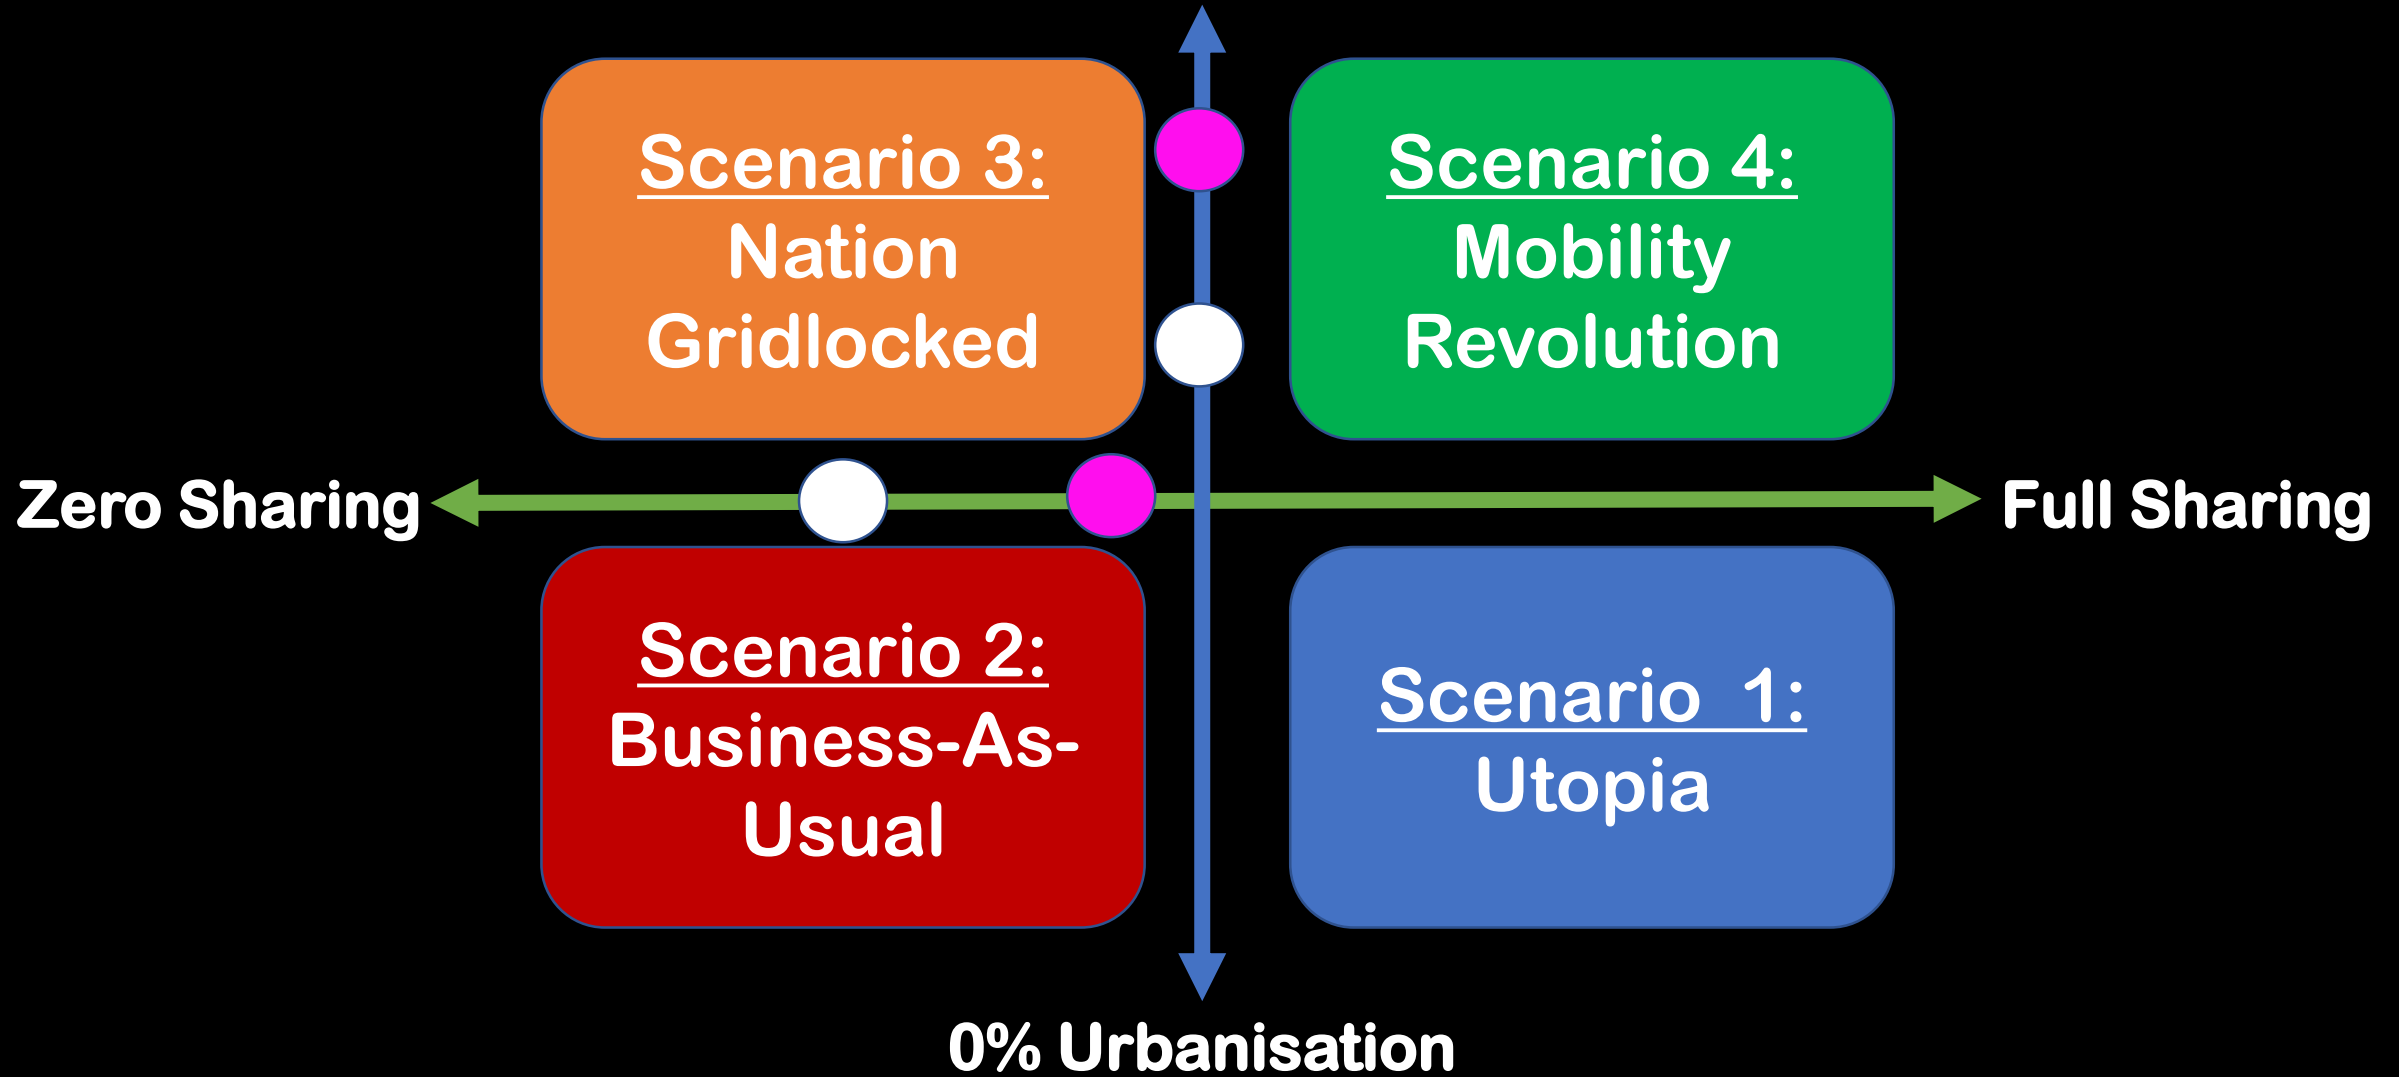 Scenario 3:
Nation
Gridlocked
Scenario 4:
Mobility
Revolution
Zero Sharing
Full Sharing
Scenario 2:
Business-As-
Usual
Scenario 1:
Utopia
0% Urbanisation